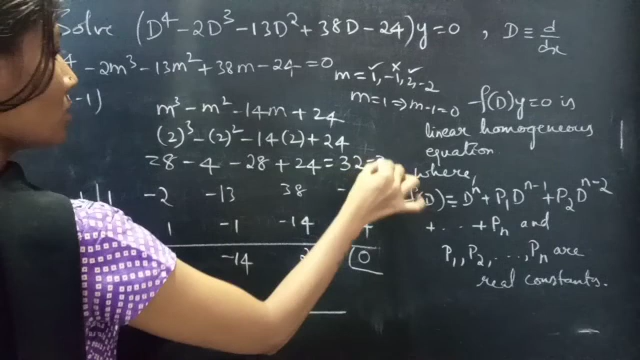 Solve (D⁴ - 2D³ - 13D² + 38D - 24)y = 0 , D ≡ d/dx
- 2m³ - 13m² + 38m - 24 = 0
m = 1, -1, 2, -2
-1)
m = 1 ⇒ m-1 = 0
m³ - m² - 14m + 24
(2)³ - (2)² - 14(2) + 24
= 8 - 4 - 28 + 24 = 32 -
-2 -13 38
1 -1 -14
-14 0
f(D)y = 0 is
linear homogeneous
equation
where,
(D) ≡ Dⁿ + P₁Dⁿ⁻¹ + P₂Dⁿ⁻²
+ ... + Pₙ and
P₁, P₂, ..., Pₙ are
real constants.